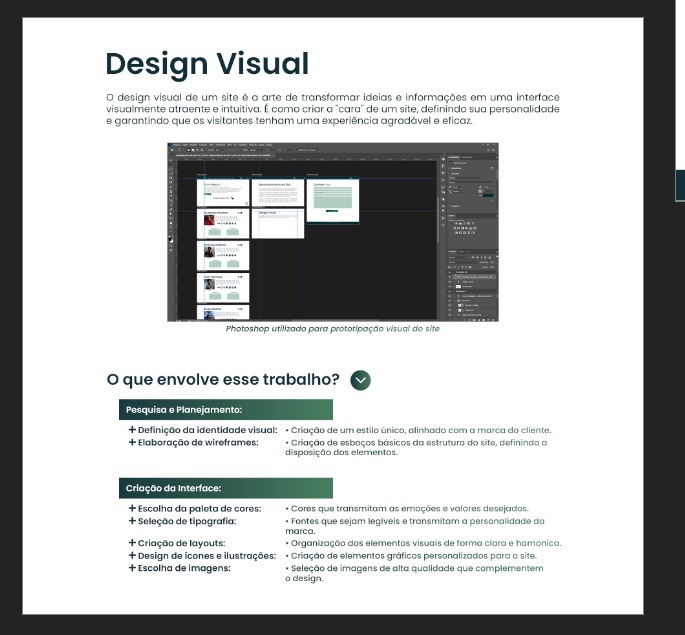 Design Visual
O design visual de um site é a arte de transformar ideias e informações em uma interface
visualmente atraente e intuitiva. É como criar a "cara" de um site, definindo sua personalidade
e garantindo que os visitantes tenham uma experiência agradável e eficaz.
Design Visual
Photoshop utilizado para prototipação visual do site
O que envolve esse trabalho?
Pesquisa e Planejamento:
+ Definição da identidade visual: • Criação de um estilo único, alinhado com a marca do cliente.
+ Elaboração de wireframes: • Criação de esboços básicos da estrutura do site, definindo a
disposição dos elementos.
Criação da Interface:
+ Escolha da paleta de cores: • Cores que transmitam as emoções e valores desejados.
+ Seleção de tipografia: • Fontes que sejam legíveis e transmitam a personalidade da
marca.
+ Criação de layouts: • Organização dos elementos visuais de forma clara e hamonica.
+ Design de ícones e ilustrações: • Criação de elementos gráficos personalizados para o site.
+ Escolha de imagens: • Seleção de imagens de alta qualidade que complementem
o design.